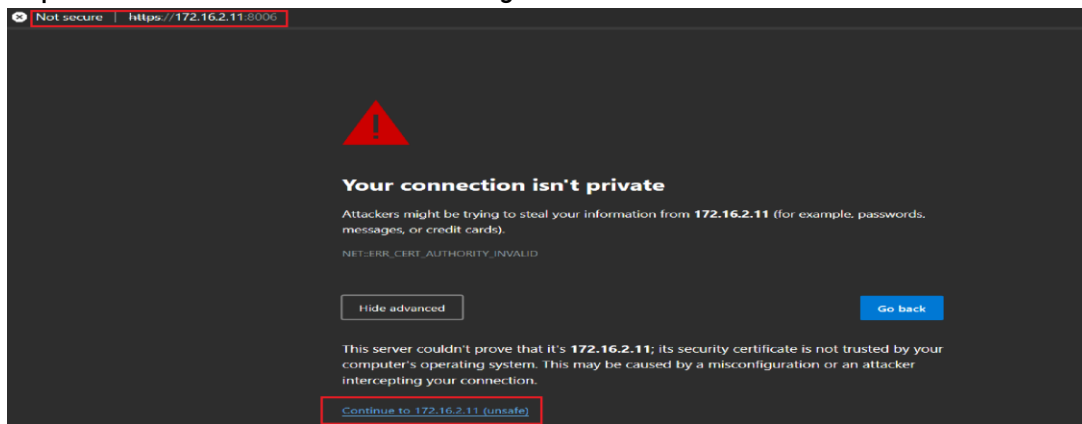 Not secure | https://172.16.2.11:8006
Your connection isn't private
Attackers might be trying to steal your information from 172.16.2.11 (for example, passwords,
messages, or credit cards).
NET::ERR_CERT_AUTHORITY_INVALID
Hide advanced
Go back
This server couldn't prove that it's 172.16.2.11; its security certificate is not trusted by your
computer's operating system. This may be caused by a misconfiguration or an attacker
intercepting your connection.
Continue to 172.16.2.11 (unsafe)